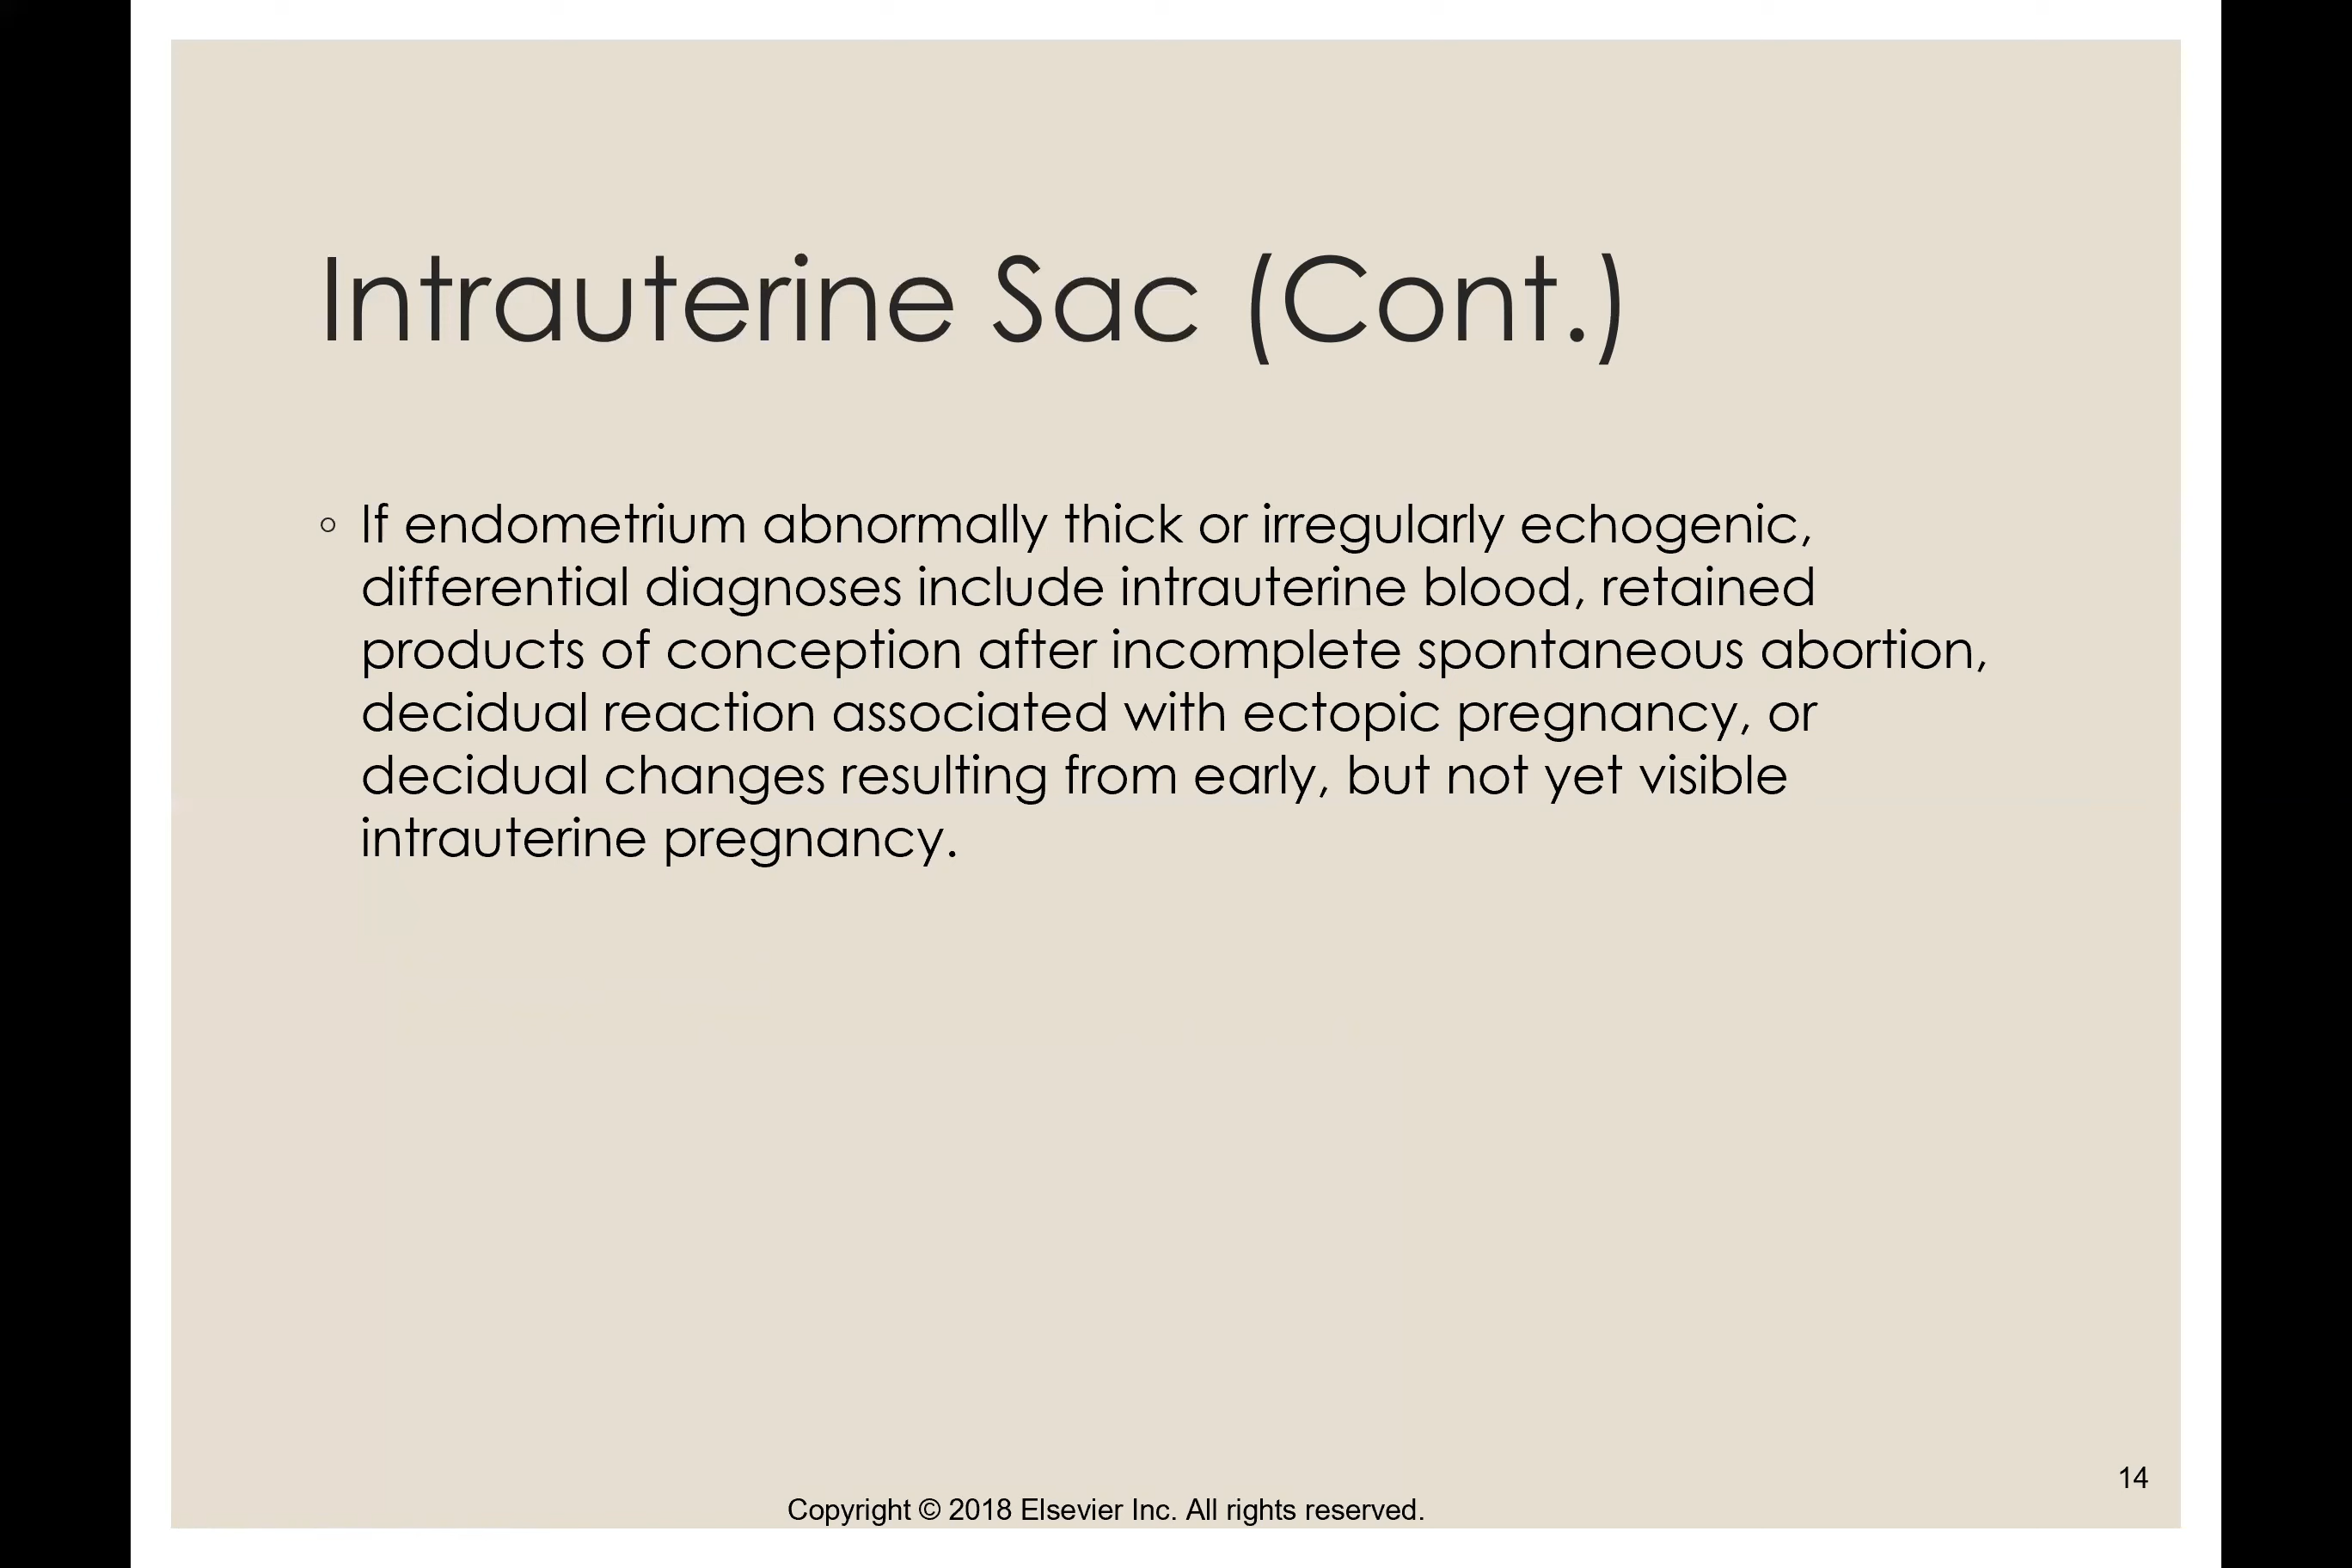 Intrauterine Sac (Cont.)
◦ If endometrium abnormally thick or irregularly echogenic,
differential diagnoses include intrauterine blood, retained
products of conception after incomplete spontaneous abortion,
decidual reaction associated with ectopic pregnancy, or
decidual changes resulting from early, but not yet visible
intrauterine pregnancy.
14
Copyright © 2018 Elsevier Inc. All rights reserved.